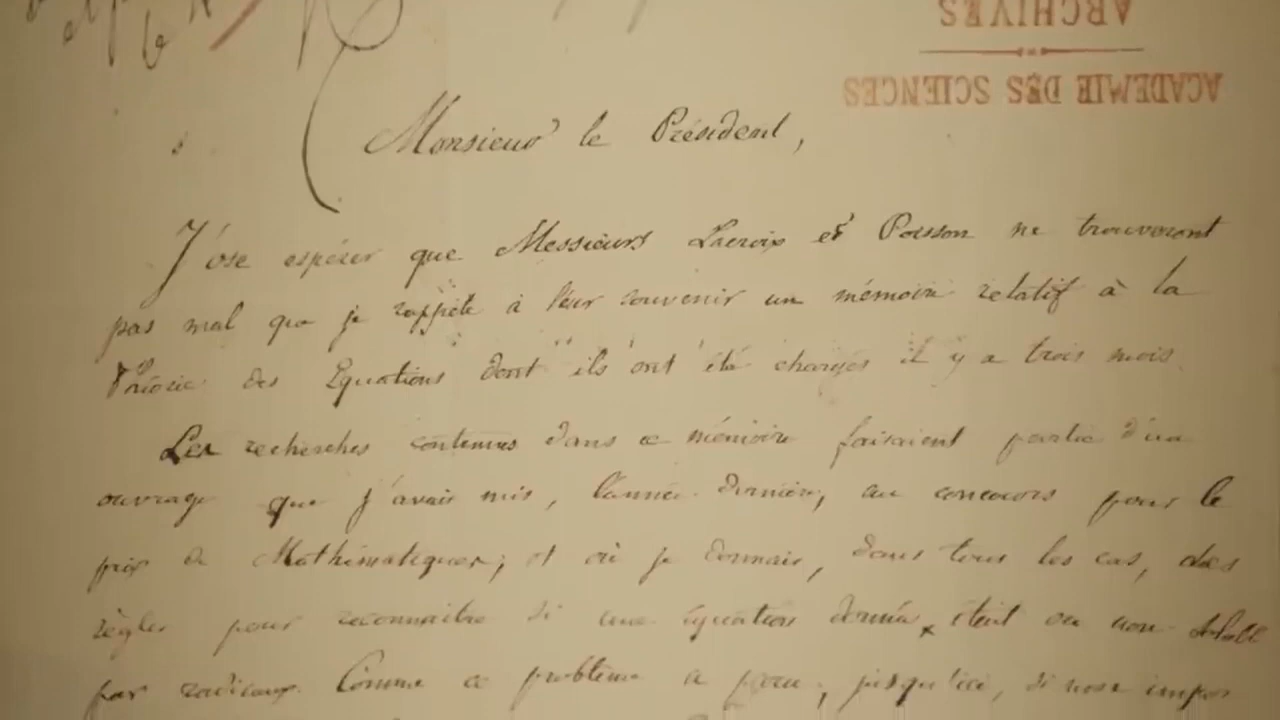 ARCHIVES
ACADEMIE DES SCIENCES
le
Monsieur le Président,
J'ose espérer que Messieurs Lacroix et Poisson ne trouveront
pas mal que je rappèle à leur souvenir un mémoire relatif à la
Théorie des Equations dont ils ont été chargés il y a trois mois.
Les recherches contenues dans ce mémoire faisaient partie d'un
ouvrage que j'avais mis, l'année dernière, au concours pour le
prix de Mathématiques, et où je donnais, dans tous les cas, des
règles pour reconnaître si une équation donnée était ou non soluble
par radicaux. Comme ce problème a paru, jusqu'ici, si non impos